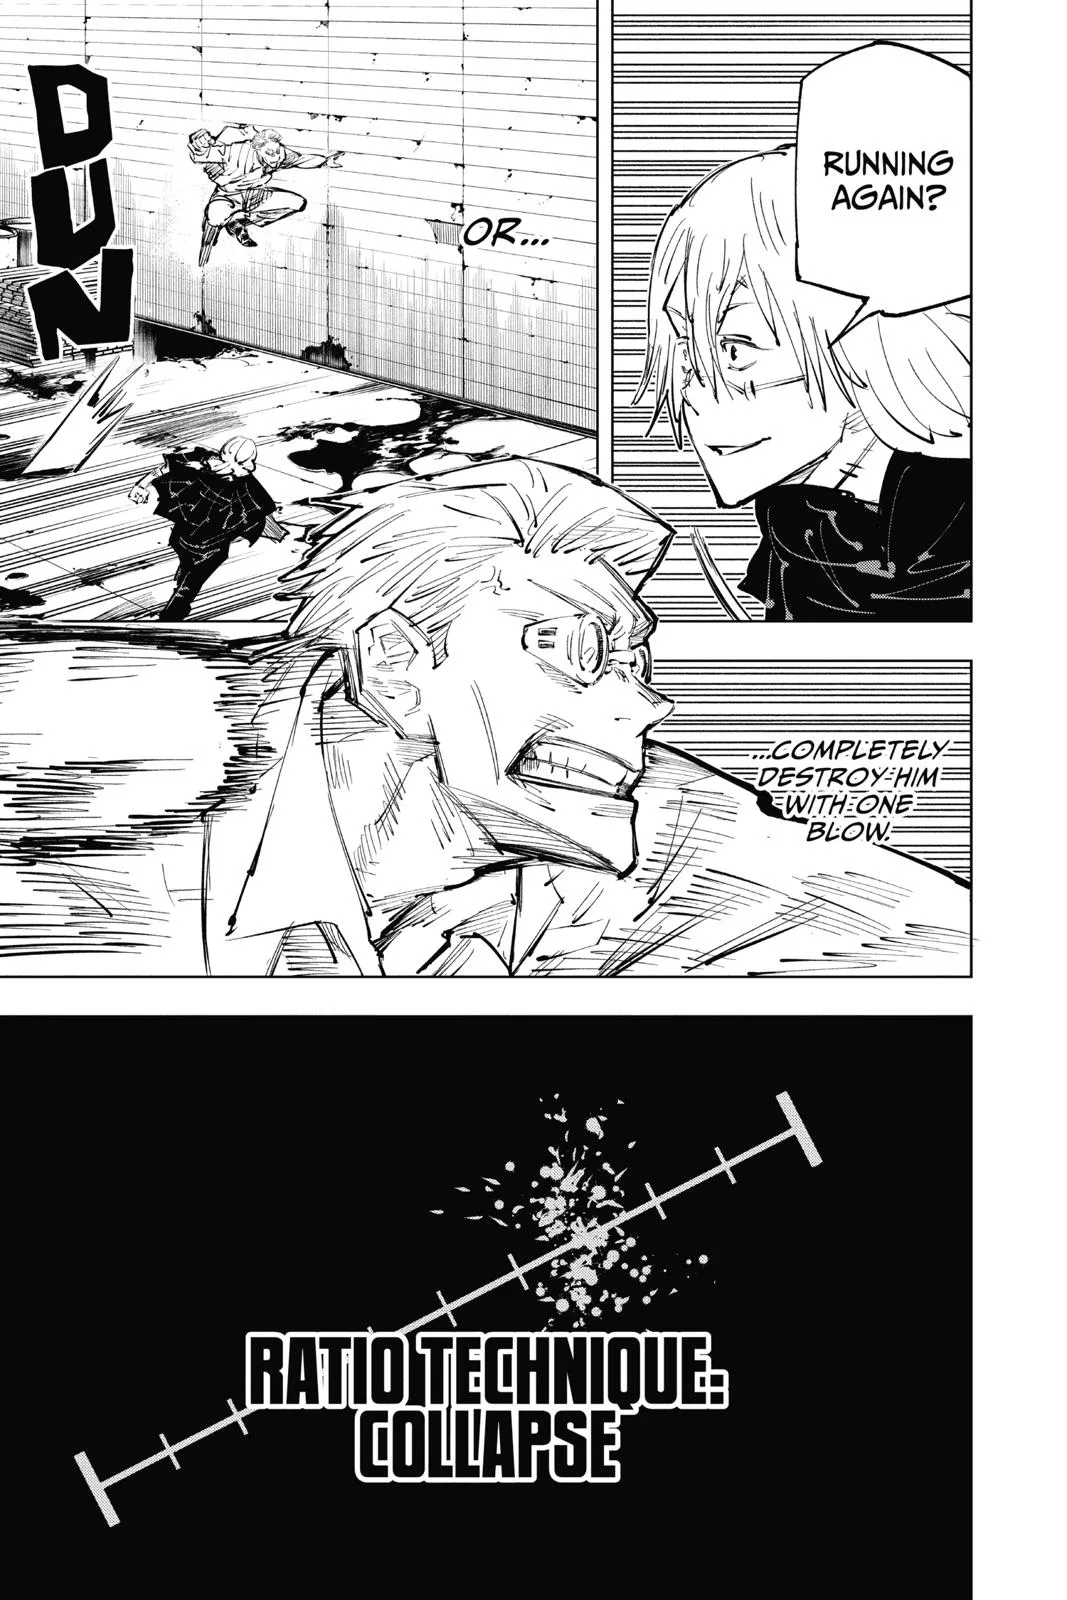 RUNNING
AGAIN?
OR...
DUN
...COMPLETELY
DESTROY HIM
WITH ONE
BLOW.
RATIO TECHNIQUE:
COLLAPSE